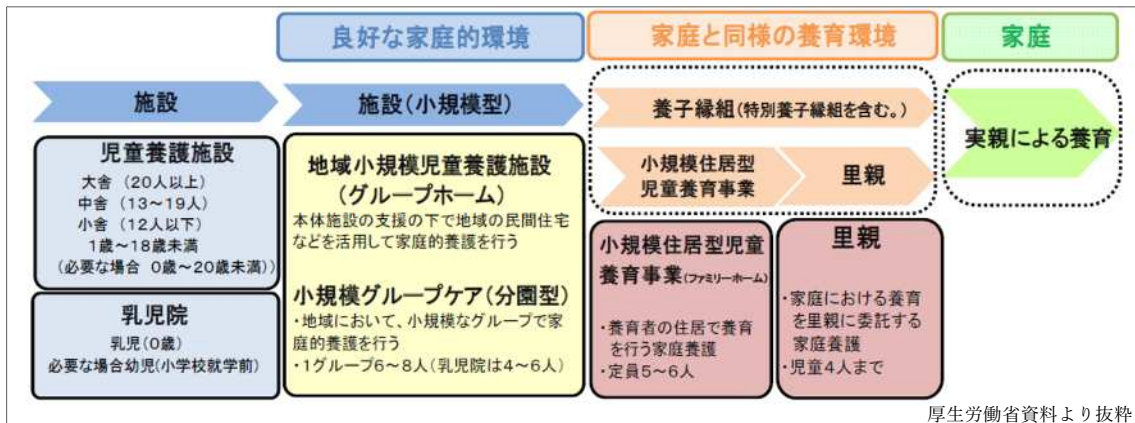 良好な家庭的環境
家庭と同様の養育環境
家庭
施設
施設(小規模型)
養子縁組(特別養子縁組を含む。)
小規模住居型
児童養育事業
里親
実親による養育
児童養護施設
大舎 (20人以上)
中舎 (13~19人)
小舎 (12人以下)
1歳~18歳未満
(必要な場合 0歳~20歳未満))
乳児院
乳児(0歳)
必要な場合幼児(小学校就学前)
地域小規模児童養護施設
(グループホーム)
本体施設の支援の下で地域の民間住宅
などを活用して家庭的養護を行う
小規模グループケア(分園型)
・地域において、小規模なグループで家
庭的養護を行う
・1グループ6~8人(乳児院は4~6人)
小規模住居型児童
養育事業(ファミリーホーム)
・養育者の住居で養育
を行う家庭養護
・定員5~6人
里親
・家庭における養育
を里親に委託する
家庭養護
・児童4人まで
厚生労働省資料より抜粋